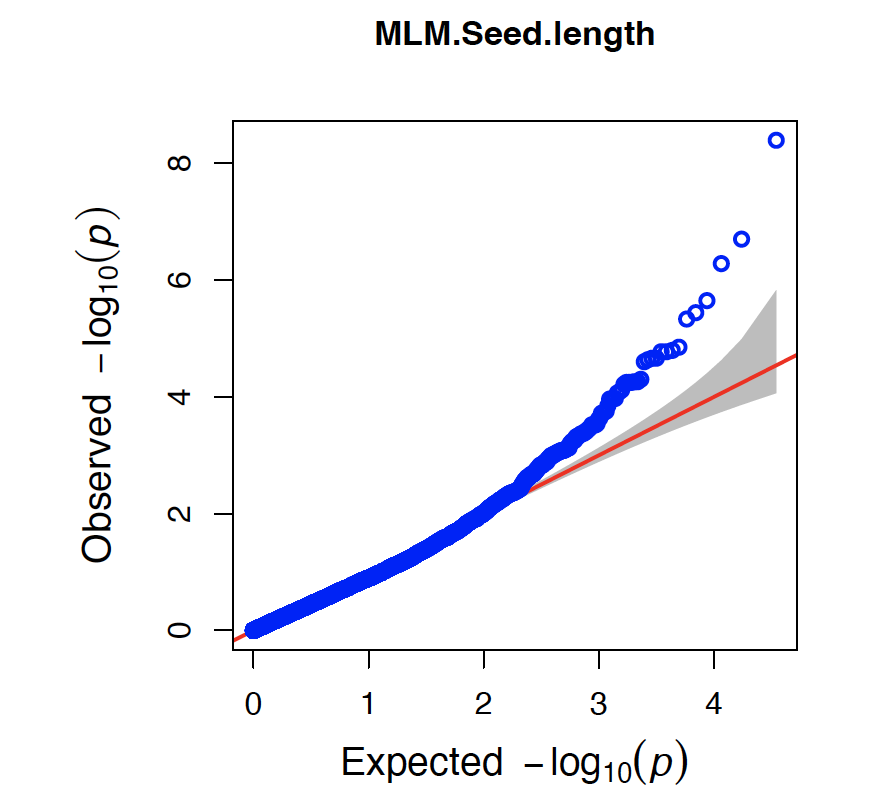 MLM.Seed.length
Observed −log₁₀(p)
8
6
4
2
0
0 1 2 3 4
Expected −log₁₀(p)